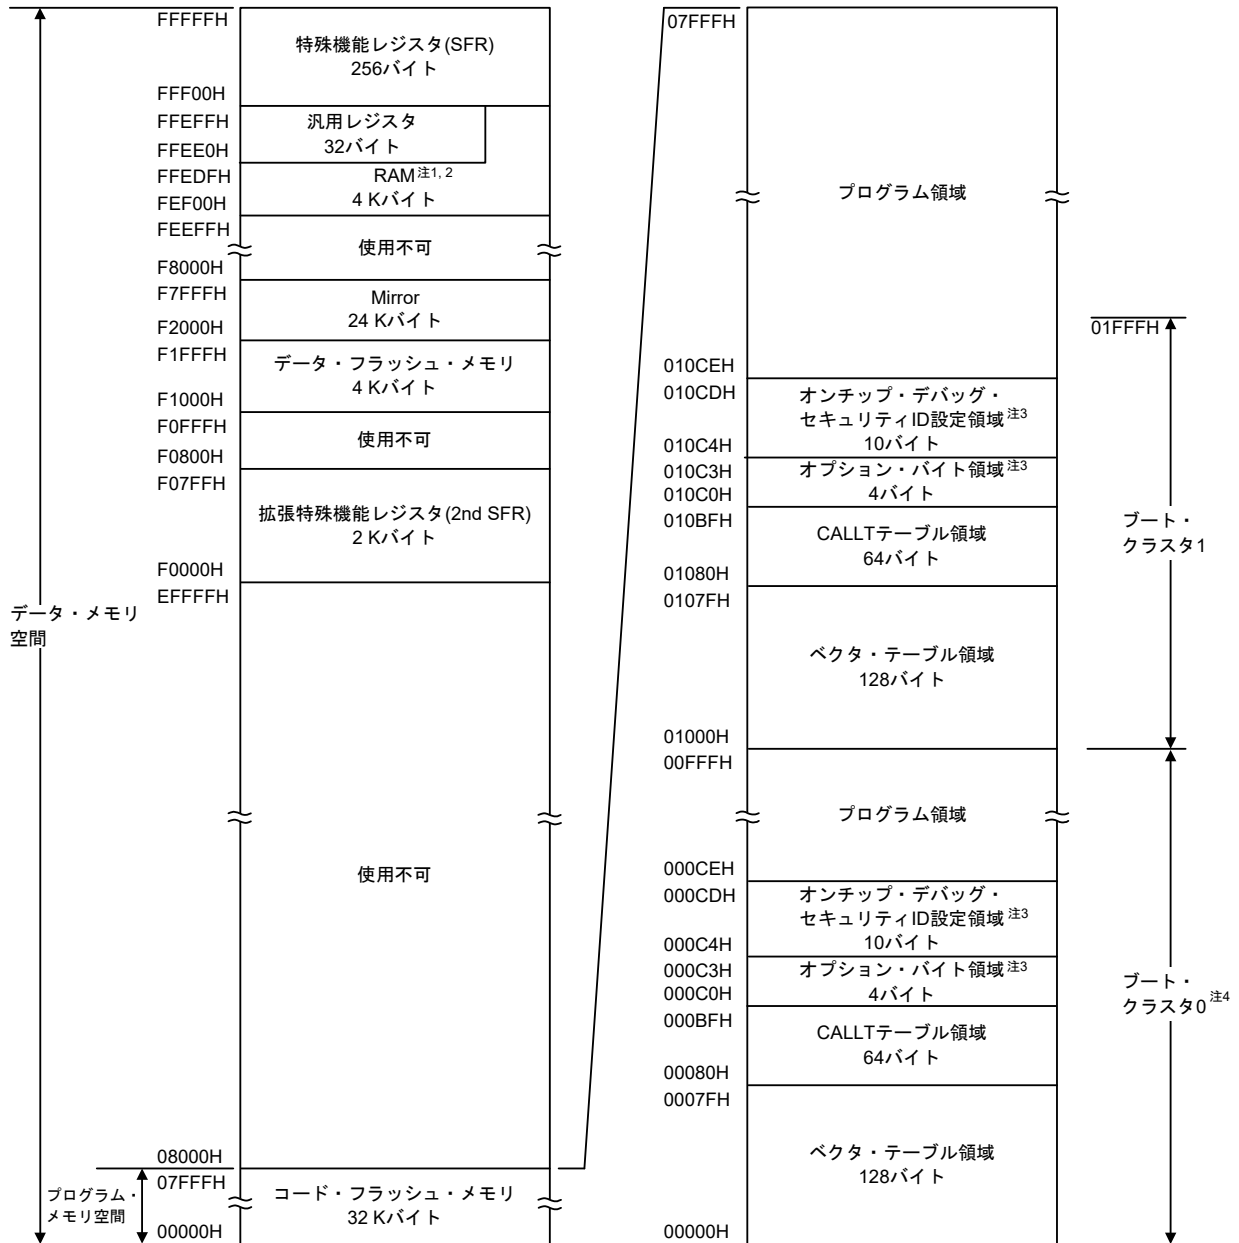 FFFFFH
特殊機能レジスタ(SFR)
256バイト
FFF00H
FFEFFH
汎用レジスタ
32バイト
FFEE0H
FFEDFH
RAM 注1, 2
4 Kバイト
FEF00H
FEEFFH
使用不可
F8000H
F7FFFH
Mirror
24 Kバイト
F2000H
F1FFFH
データ・フラッシュ・メモリ
4 Kバイト
F1000H
F0FFFH
使用不可
F0800H
F07FFH
拡張特殊機能レジスタ(2nd SFR)
2 Kバイト
F0000H
EFFFFH
データ・メモリ
空間
使用不可
08000H
07FFFH
プログラム・
メモリ空間
コード・フラッシュ・メモリ
32 Kバイト
00000H
07FFFH
プログラム領域
01FFFH
010CEH
010CDH
オンチップ・デバッグ・
セキュリティID設定領域 注3
10バイト
010C4H
010C3H
オプション・バイト領域 注3
4バイト
010C0H
010BFH
CALLTテーブル領域
64バイト
ブート・
クラスタ1
01080H
0107FH
ベクタ・テーブル領域
128バイト
01000H
00FFFH
プログラム領域
000CEH
000CDH
オンチップ・デバッグ・
セキュリティID設定領域 注3
10バイト
000C4H
000C3H
オプション・バイト領域 注3
4バイト
000C0H
000BFH
ブート・
クラスタ0 注4
CALLTテーブル領域
64バイト
00080H
0007FH
ベクタ・テーブル領域
128バイト
00000H